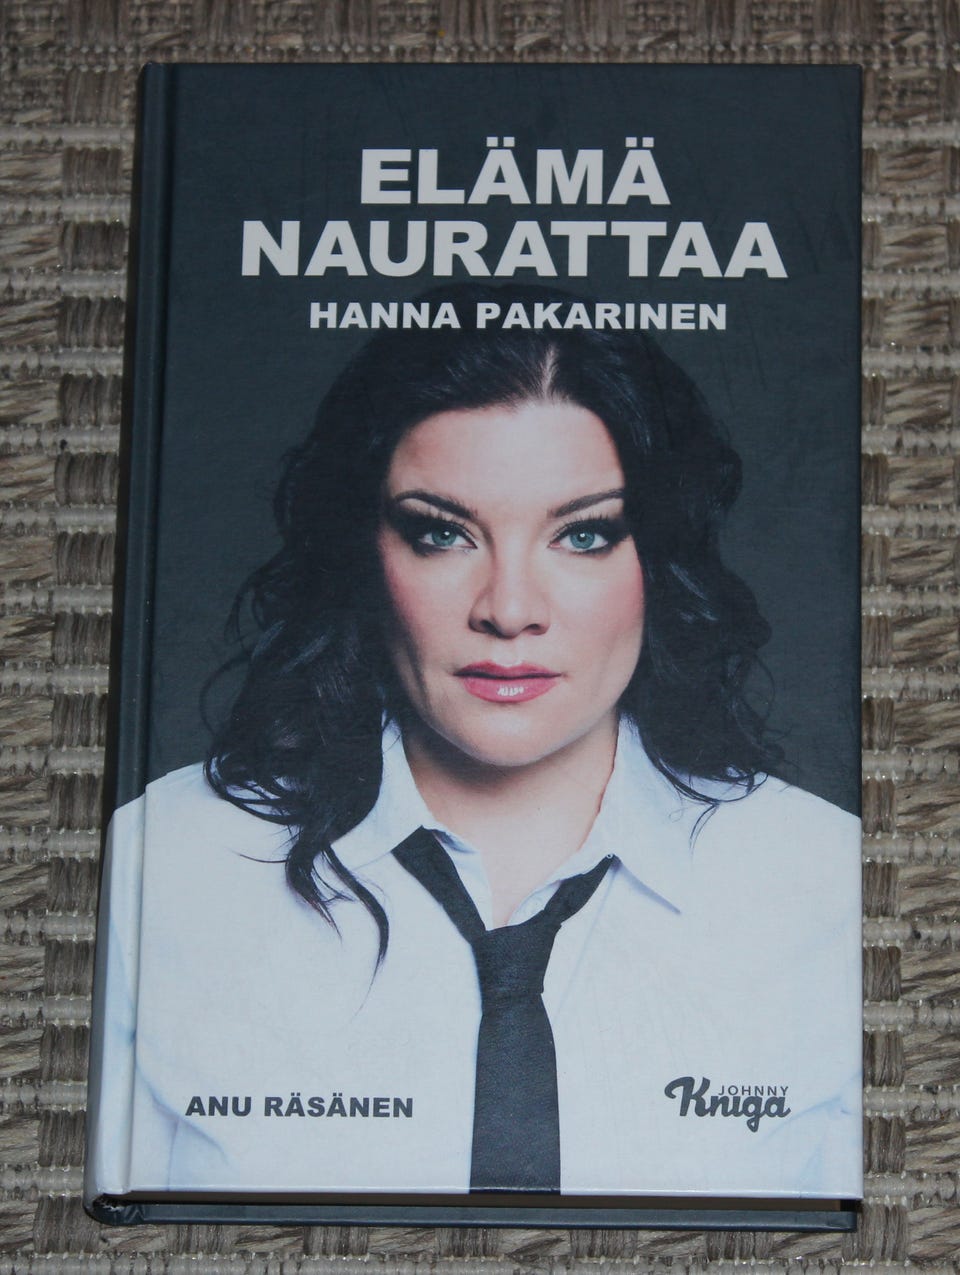 ELÄMÄ
NAURATTAA
HANNA PAKARINEN
ANU RÄSÄNEN
JOHNNY
Kniga